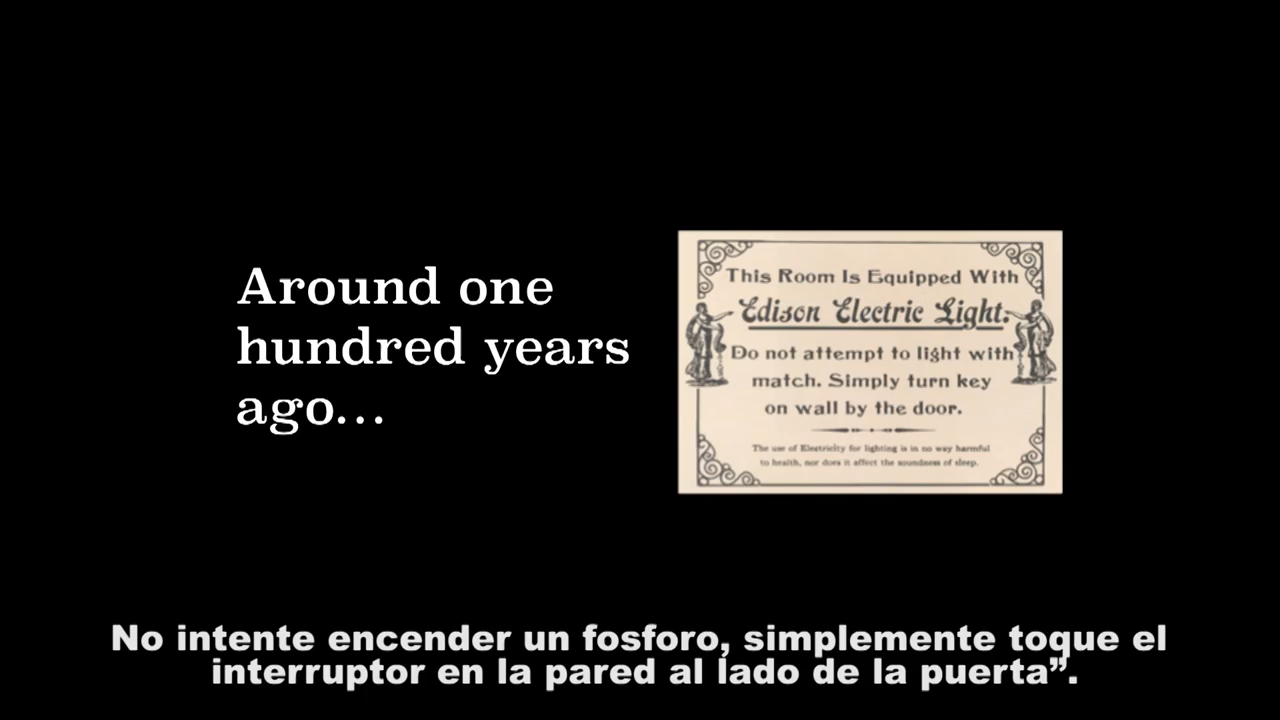 Around one
hundred years
ago...
This Room Is Equipped With
Edison Electric Light.
Do not attempt to light with
match. Simply turn key
on wall by the door.
The use of Electricity for lighting is in no way harmful
to health, nor does it affect the soundness of sleep.
No intente encender un fosforo, simplemente toque el
interruptor en la pared al lado de la puerta”.